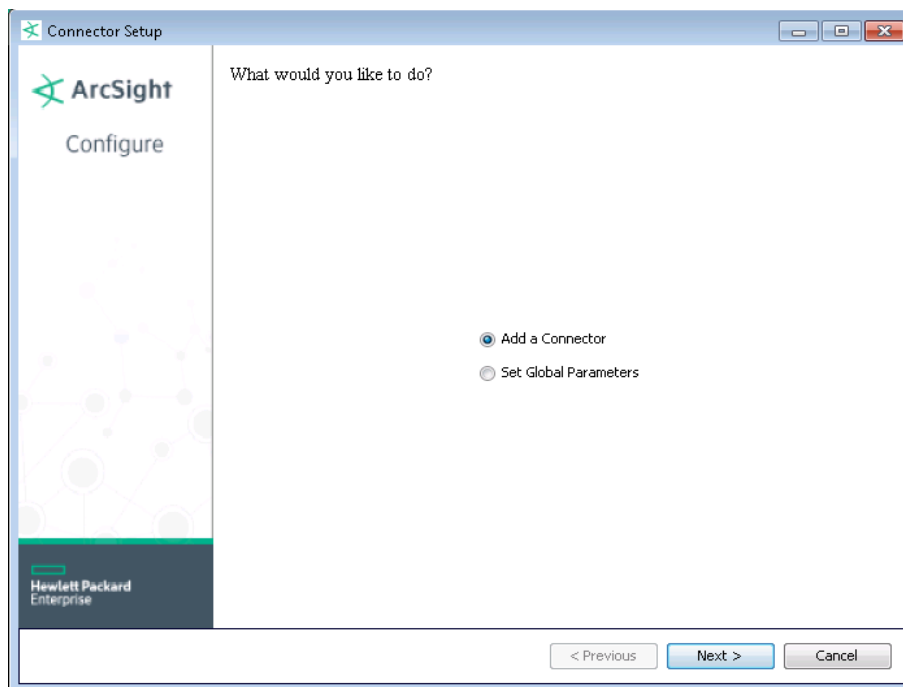 Connector Setup
ArcSight
Configure
What would you like to do?
Add a Connector
Set Global Parameters
Hewlett Packard
Enterprise
< Previous
Next >
Cancel